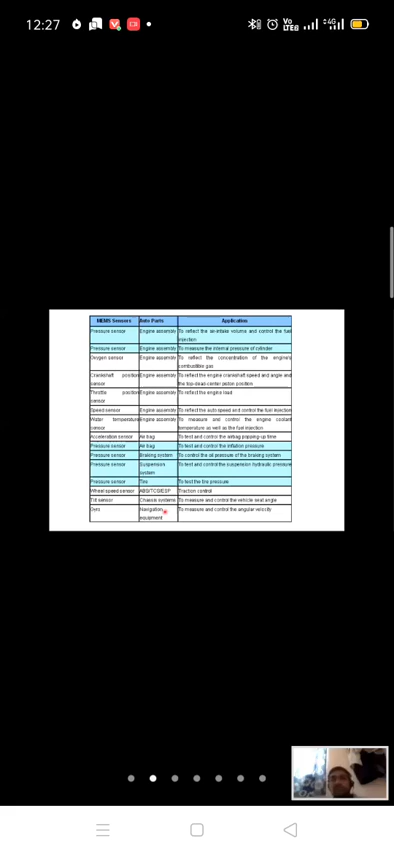 12:27
Vo
LTE
4G
MEMS Sensors Auto Parts Application
Pressure sensor Engine assembly To reflect the air-intake volume and control the fuel
injection
Pressure sensor Engine assembly To measure the internal pressure of cylinder
Oxygen sensor Engine assembly To reflect the concentration of the engine's
combustible gas
Crankshaft position Engine assembly To reflect the engine crankshaft speed and angle and
sensor the top-dead-center piston position
Throttle position Engine assembly To reflect the engine load
sensor
Speed sensor Engine assembly To reflect the auto speed and control the fuel injection
Water temperature Engine assembly To measure and control the engine coolant
sensor temperature as well as the fuel injection
Acceleration sensor Air bag To test and control the airbag popping-up time
Pressure sensor Air bag To test and control the inflation pressure
Pressure sensor Braking system To control the oil pressure of the braking system
Pressure sensor Suspension To test and control the suspension hydraulic pressure
system
Pressure sensor Tire To test the tire pressure
Wheel speed sensor ABS/TCS/ESP Traction control
Tilt sensor Chassis systems To measure and control the vehicle seat angle
Gyro Navigation To measure and control the angular velocity
equipment